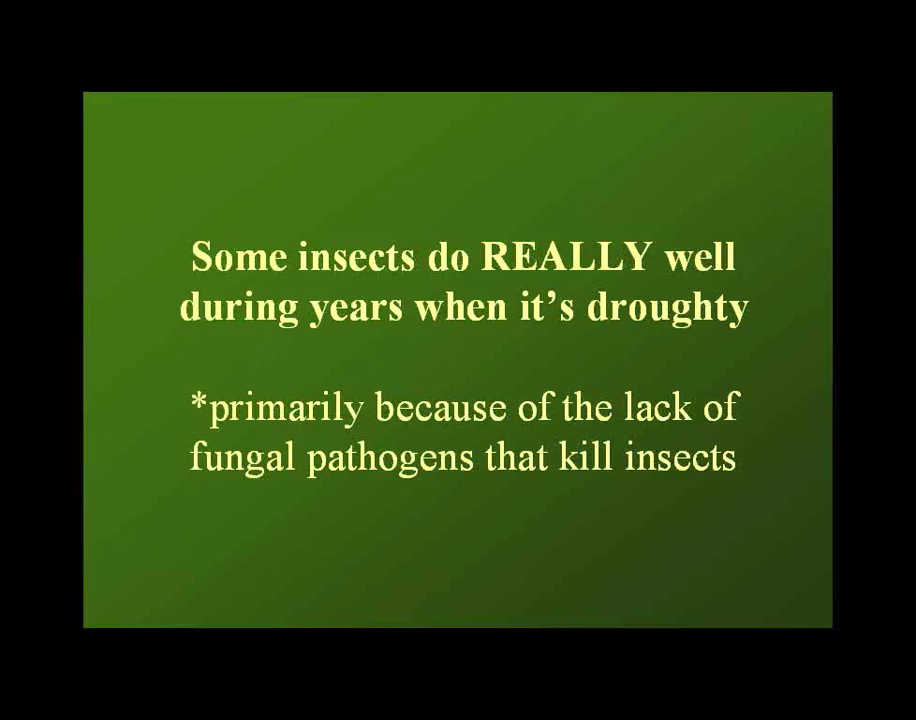 Some insects do REALLY well
during years when it's droughty
*primarily because of the lack of
fungal pathogens that kill insects